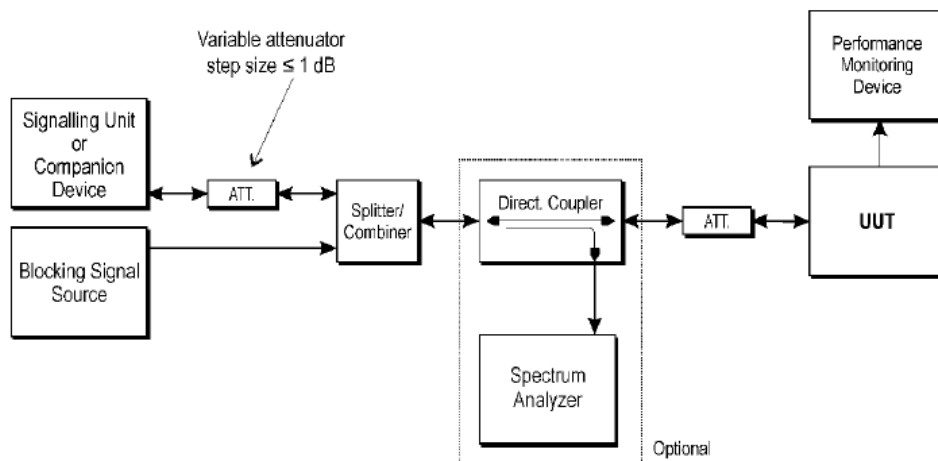 Variable attenuator
step size ≤ 1 dB
Signalling Unit
or
Companion
Device
ATT.
Splitter/
Combiner
Blocking Signal
Source
Direct. Coupler
Spectrum
Analyzer
Optional
ATT.
Performance
Monitoring
Device
UUT